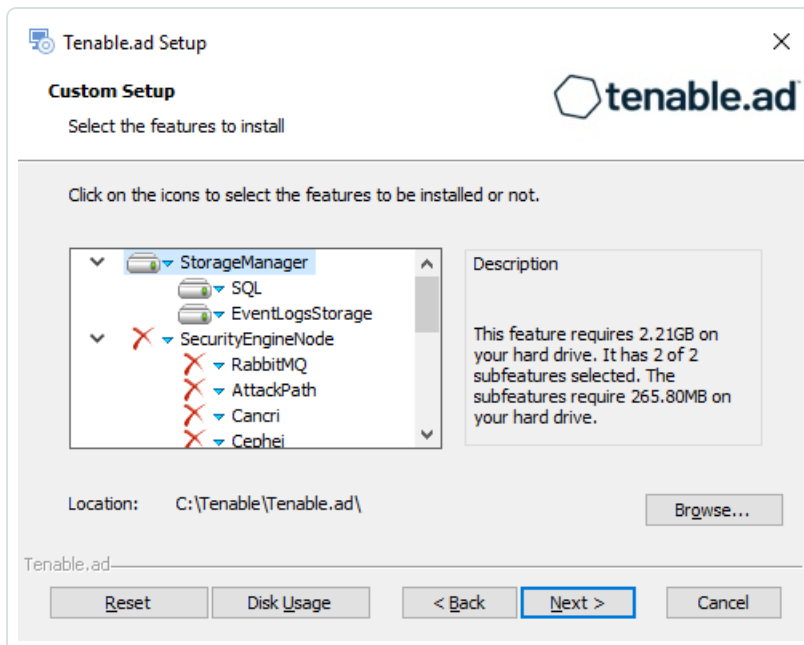 Tenable.ad Setup
Custom Setup
tenable.ad
Select the features to install
Click on the icons to select the features to be installed or not.
StorageManager
SQL
EventLogsStorage
SecurityEngineNode
RabbitMQ
AttackPath
Cancri
Cephei
Description
This feature requires 2.21GB on
your hard drive. It has 2 of 2
subfeatures selected. The
subfeatures require 265.80MB on
your hard drive.
Location: C:\Tenable\Tenable.ad\
Browse...
Tenable.ad
Reset Disk Usage < Back Next > Cancel